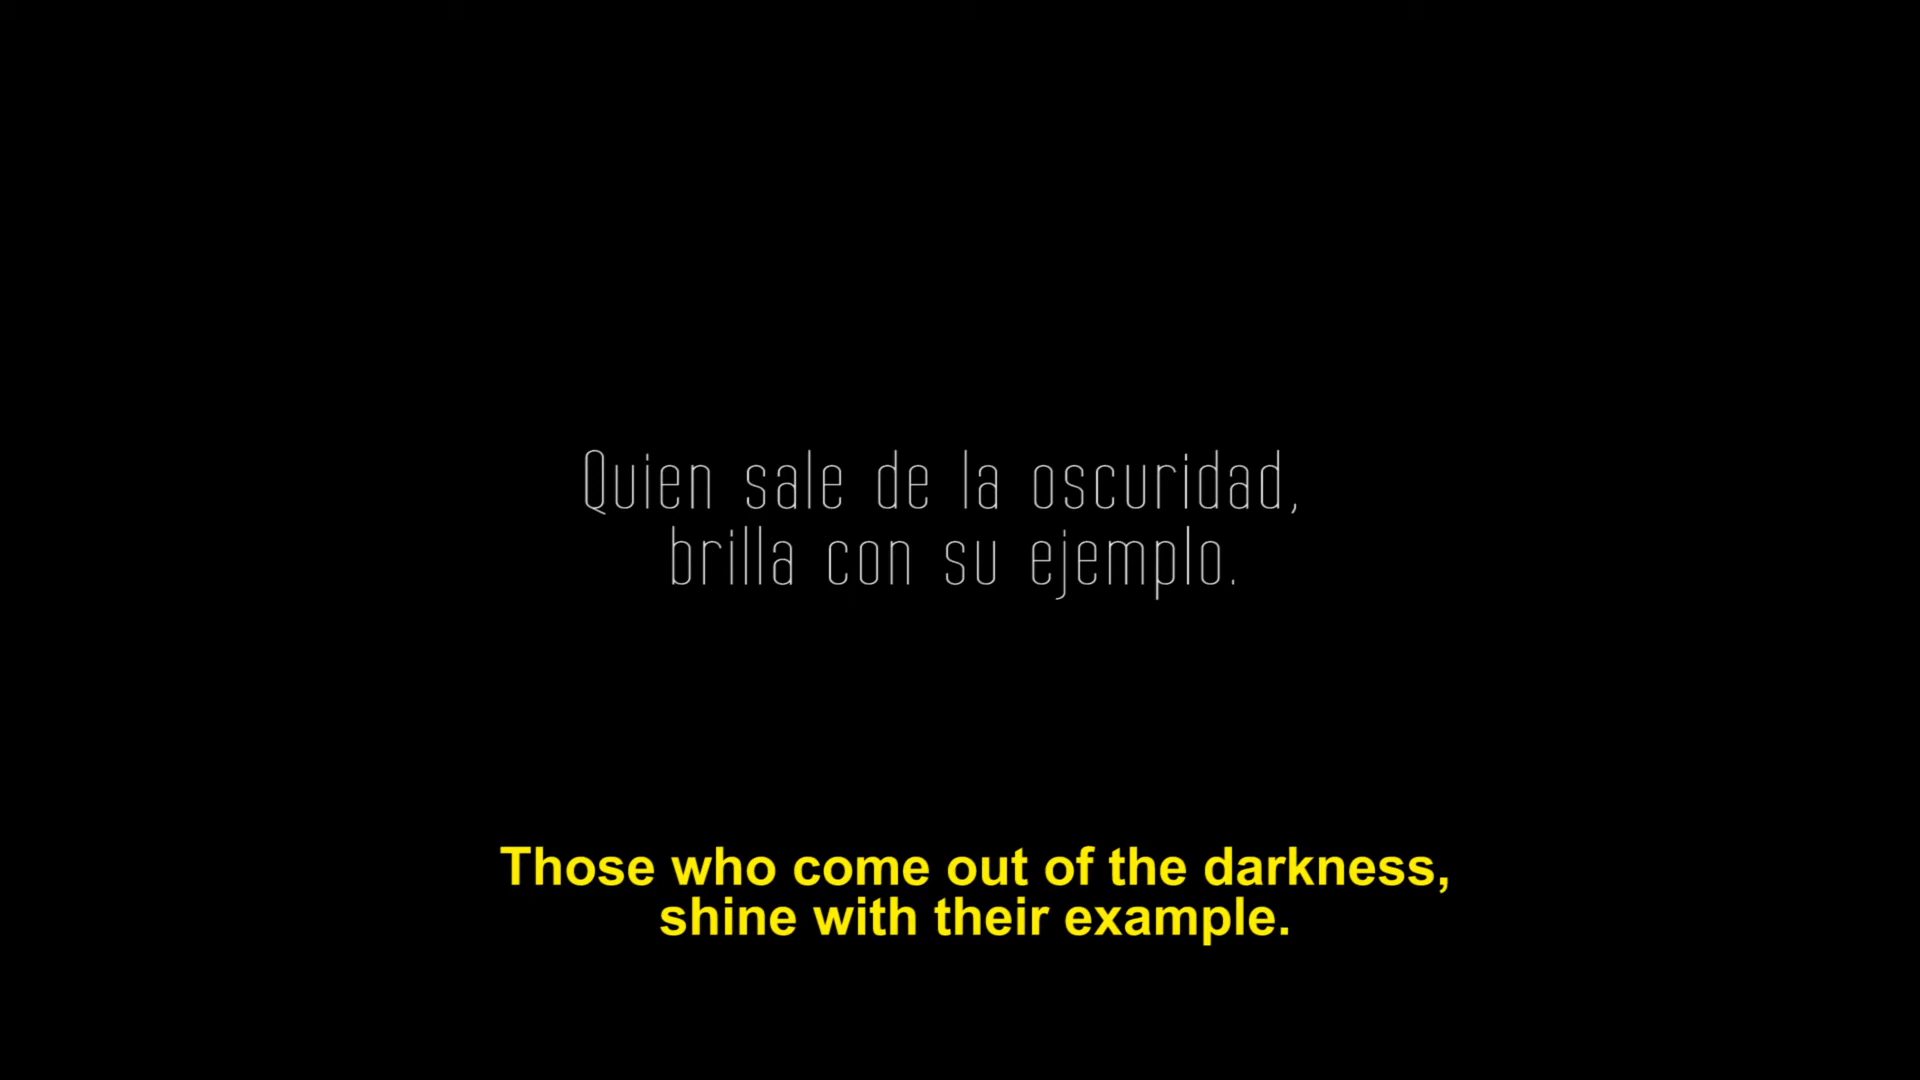 Quien sale de la oscuridad,
brilla con su ejemplo.
Those who come out of the darkness,
shine with their example.